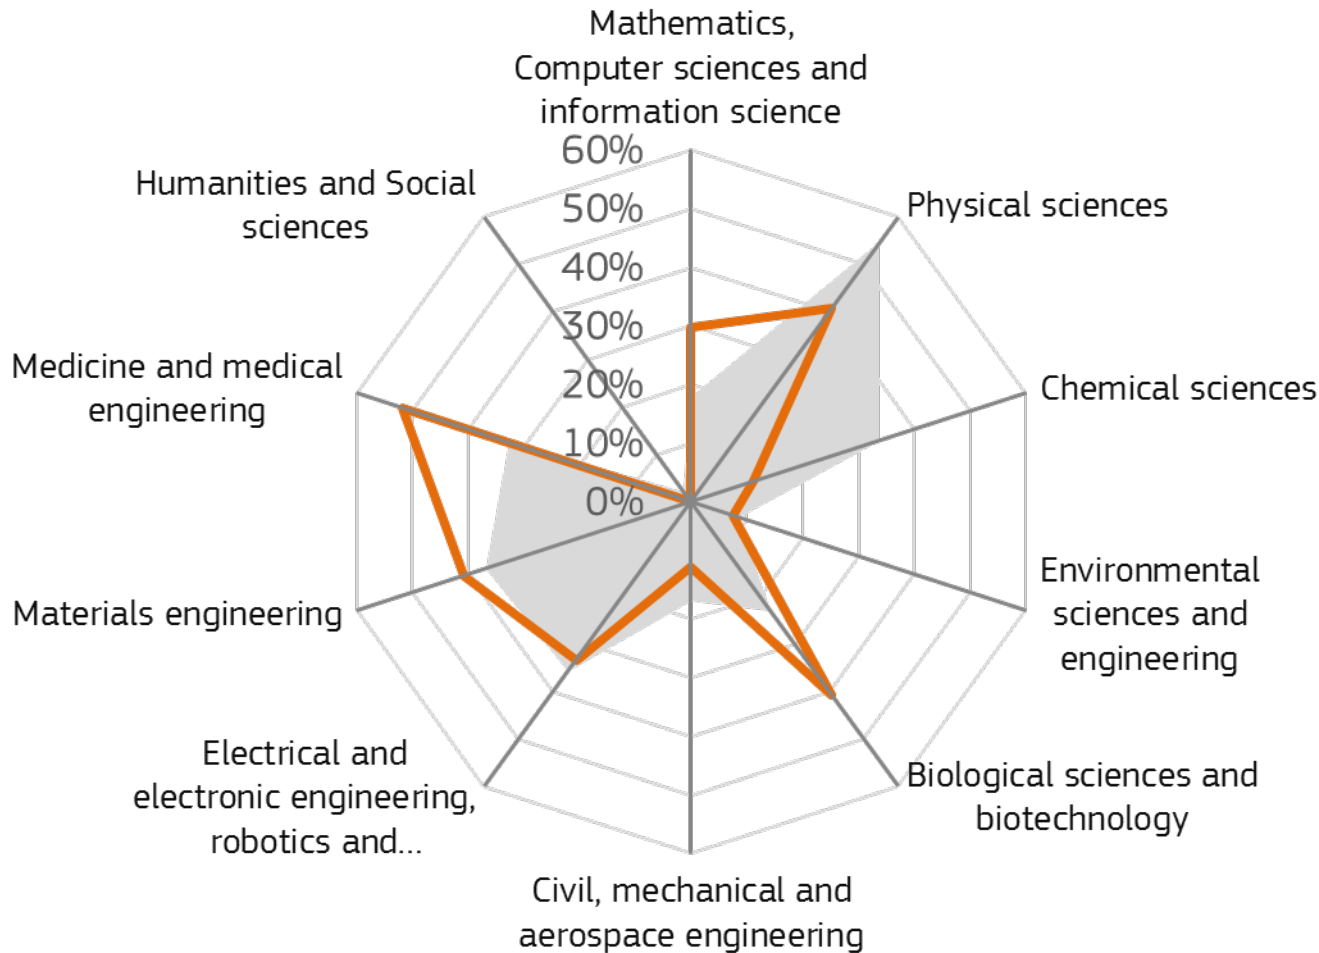 Mathematics,
Computer sciences and
information science
60%
50%
40%
30%
20%
10%
0%
Physical sciences
Chemical sciences
Environmental
sciences and
engineering
Biological sciences and
biotechnology
Civil, mechanical and
aerospace engineering
Electrical and
electronic engineering,
robotics and...
Materials engineering
Medicine and medical
engineering
Humanities and Social
sciences